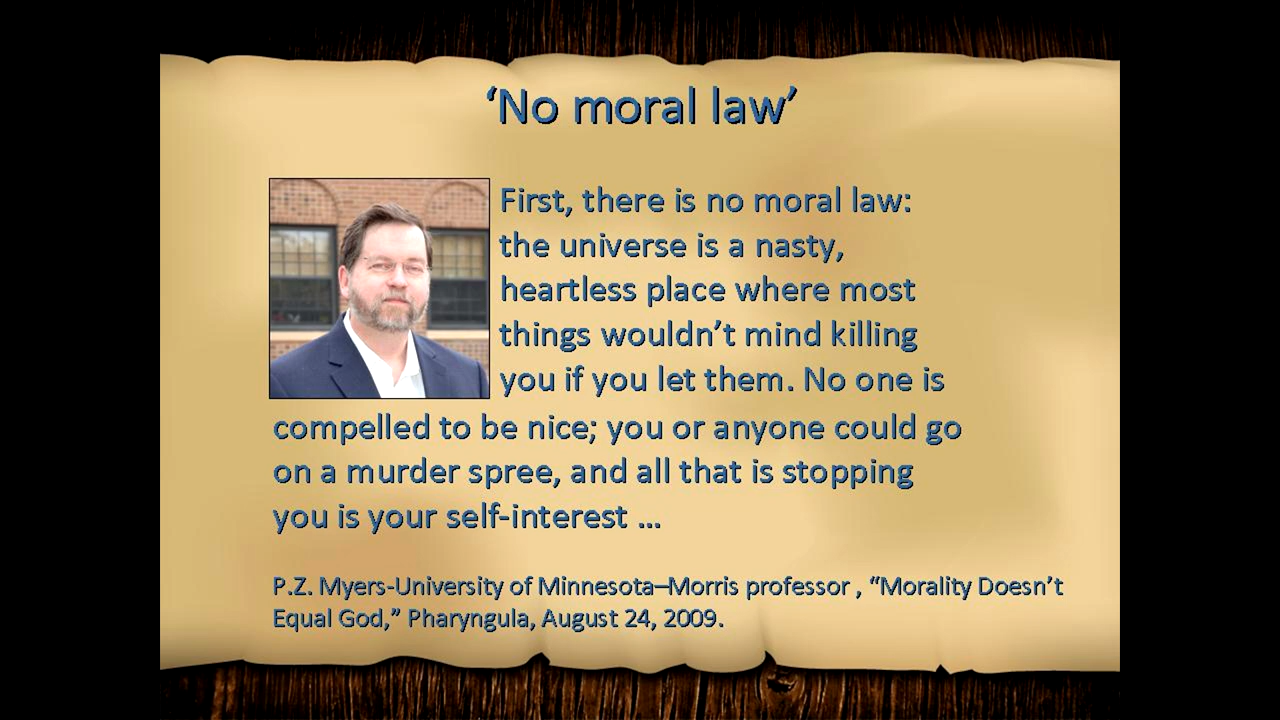 ‘No moral law’
First, there is no moral law:
the universe is a nasty,
heartless place where most
things wouldn’t mind killing
you if you let them. No one is
compelled to be nice; you or anyone could go
on a murder spree, and all that is stopping
you is your self-interest ...
P.Z. Myers-University of Minnesota–Morris professor , “Morality Doesn’t
Equal God,” Pharyngula, August 24, 2009.